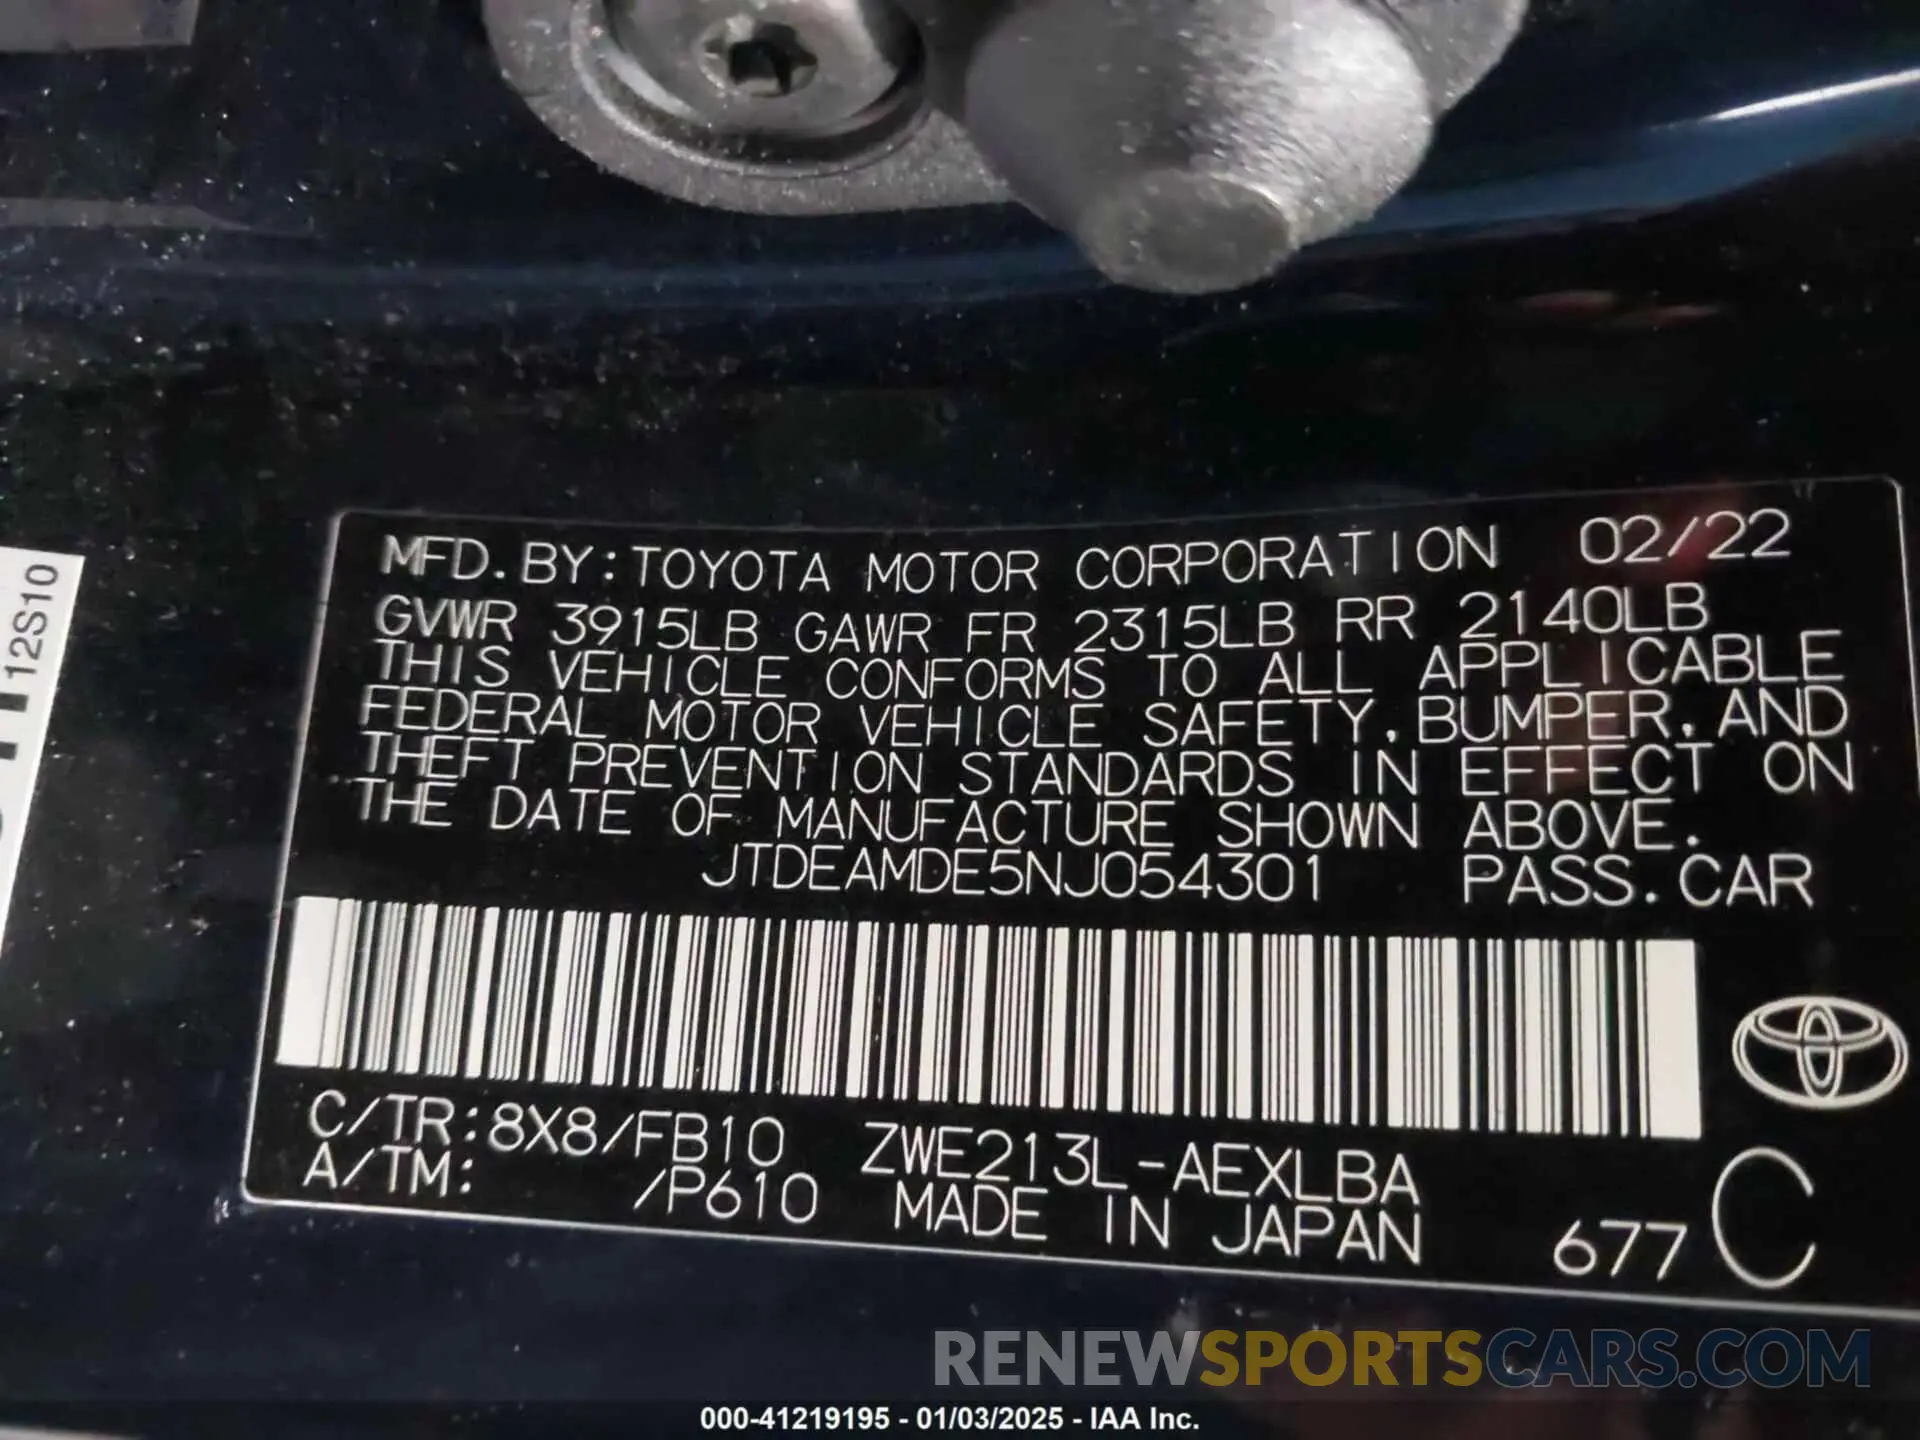 MFD. BY: TOYOTA MOTOR CORPORATION 02/22
GVWR 3915LB GAWR FR 2315LB RR 2140LB
THIS VEHICLE CONFORMS TO ALL APPLICABLE
FEDERAL MOTOR VEHICLE SAFETY, BUMPER, AND
THEFT PREVENTION STANDARDS IN EFFECT ON
THE DATE OF MANUFACTURE SHOWN ABOVE.
JTDEAMDE5NJ054301 PASS. CAR
C/TR: 8X8/FB10 ZWE213L-AEXLBA
A/TM: /P610 MADE IN JAPAN 677 C
12S10
RENEWSPORTSCARS.COM
000-41219195 - 01/03/2025 - IAA Inc.